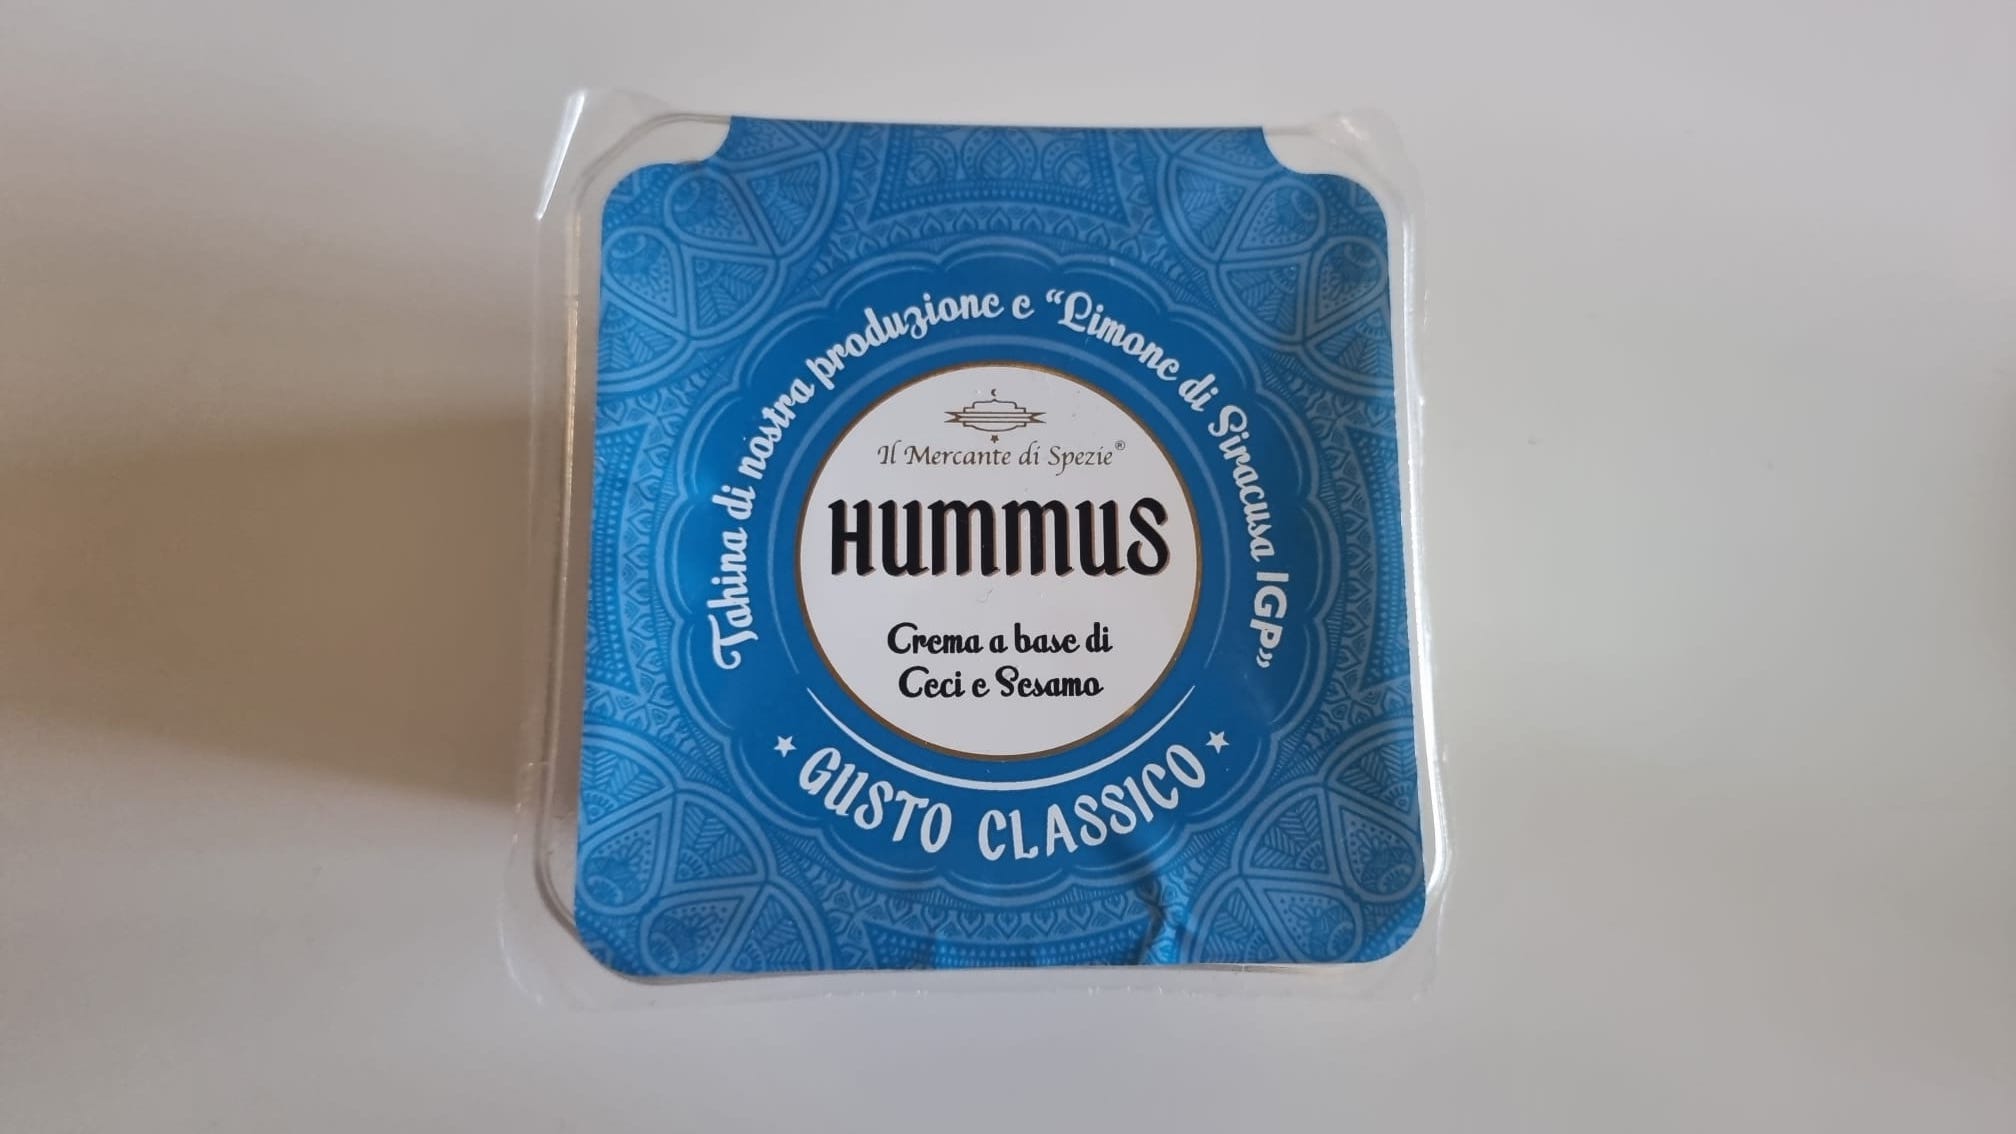 Tahina di nostra produzione e “Limone di Siracusa IGP”
Il Mercante di Spezie®
HUMMUS
Crema a base di
Ceci e Sesamo
GUSTO CLASSICO